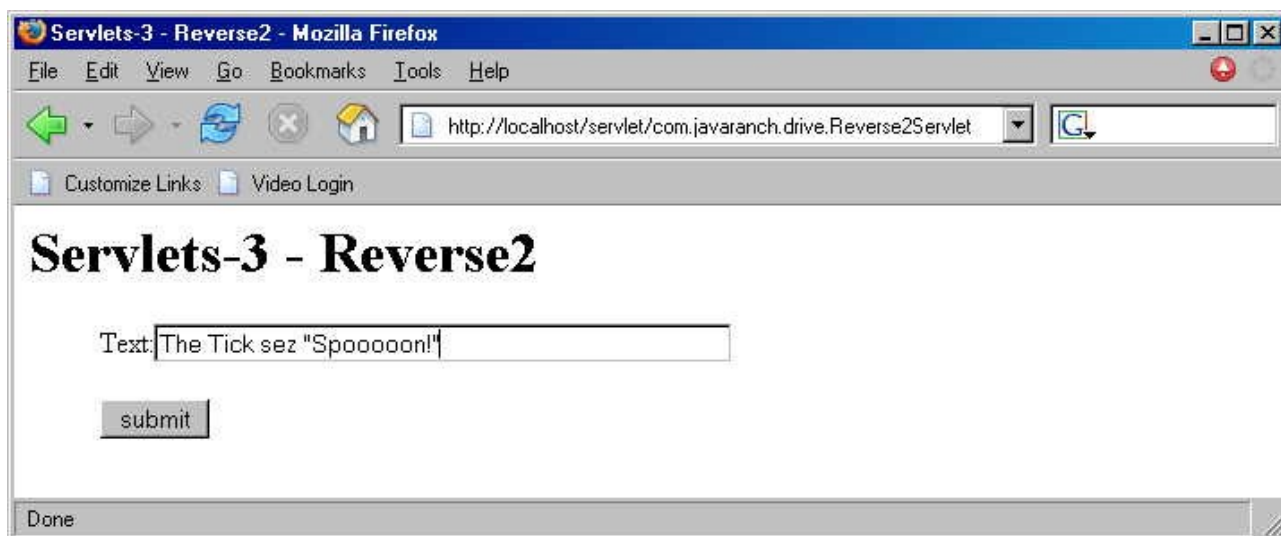 Servlets-3 - Reverse2 - Mozilla Firefox
File Edit View Go Bookmarks Tools Help
http://localhost/servlet/com.javaranch.drive.Reverse2Servlet G
Customize Links Video Login
Servlets-3 - Reverse2
Text: The Tick sez "Spooooon!"
submit
Done